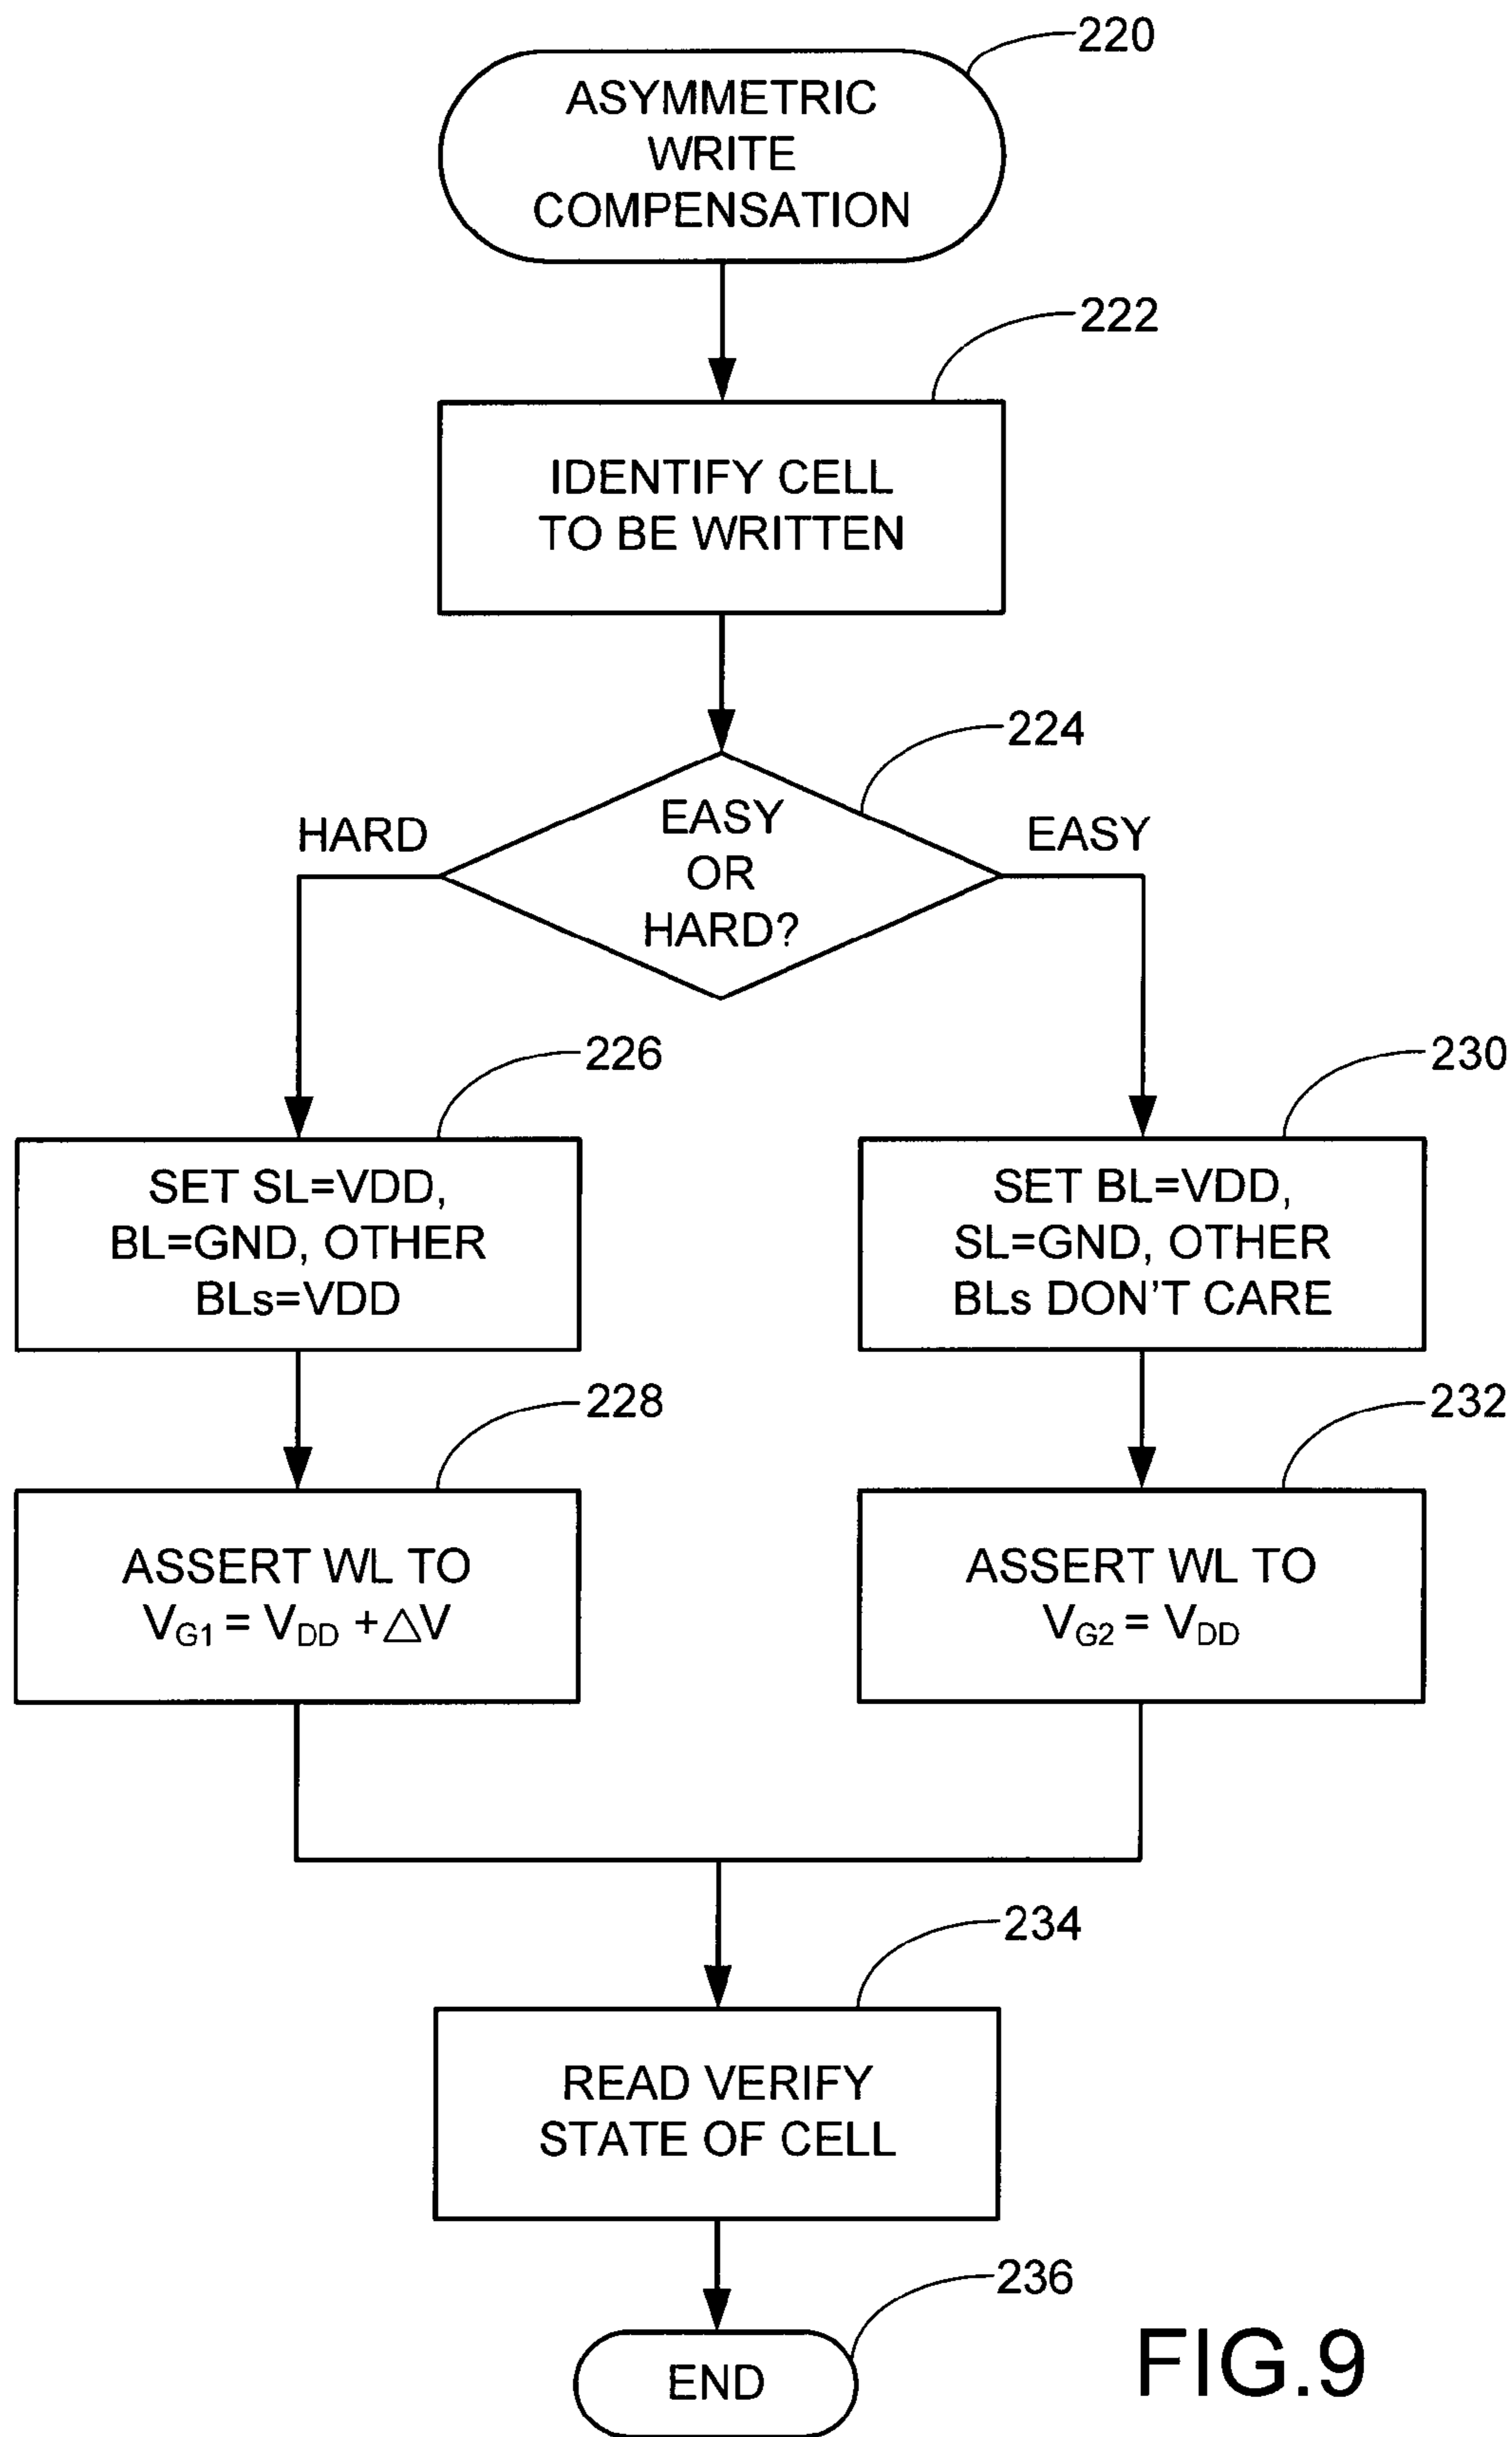 220
ASYMMETRIC
WRITE
COMPENSATION
222
IDENTIFY CELL
TO BE WRITTEN
224
HARD
EASY
OR
HARD?
EASY
226
SET SL=VDD,
BL=GND, OTHER
BLs=VDD
230
SET BL=VDD,
SL=GND, OTHER
BLs DON'T CARE
228
ASSERT WL TO
VG1 = VDD + △V
232
ASSERT WL TO
VG2 = VDD
234
READ VERIFY
STATE OF CELL
236
END
FIG.9